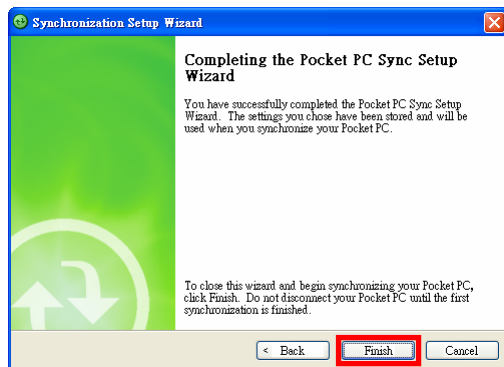 Synchronization Setup Wizard
Completing the Pocket PC Sync Setup
Wizard
You have successfully completed the Pocket PC Sync Setup
Wizard. The settings you chose have been stored and will be
used when you synchronize your Pocket PC.
To close this wizard and begin synchronizing your Pocket PC,
click Finish. Do not disconnect your Pocket PC until the first
synchronization is finished.
< Back
Finish
Cancel